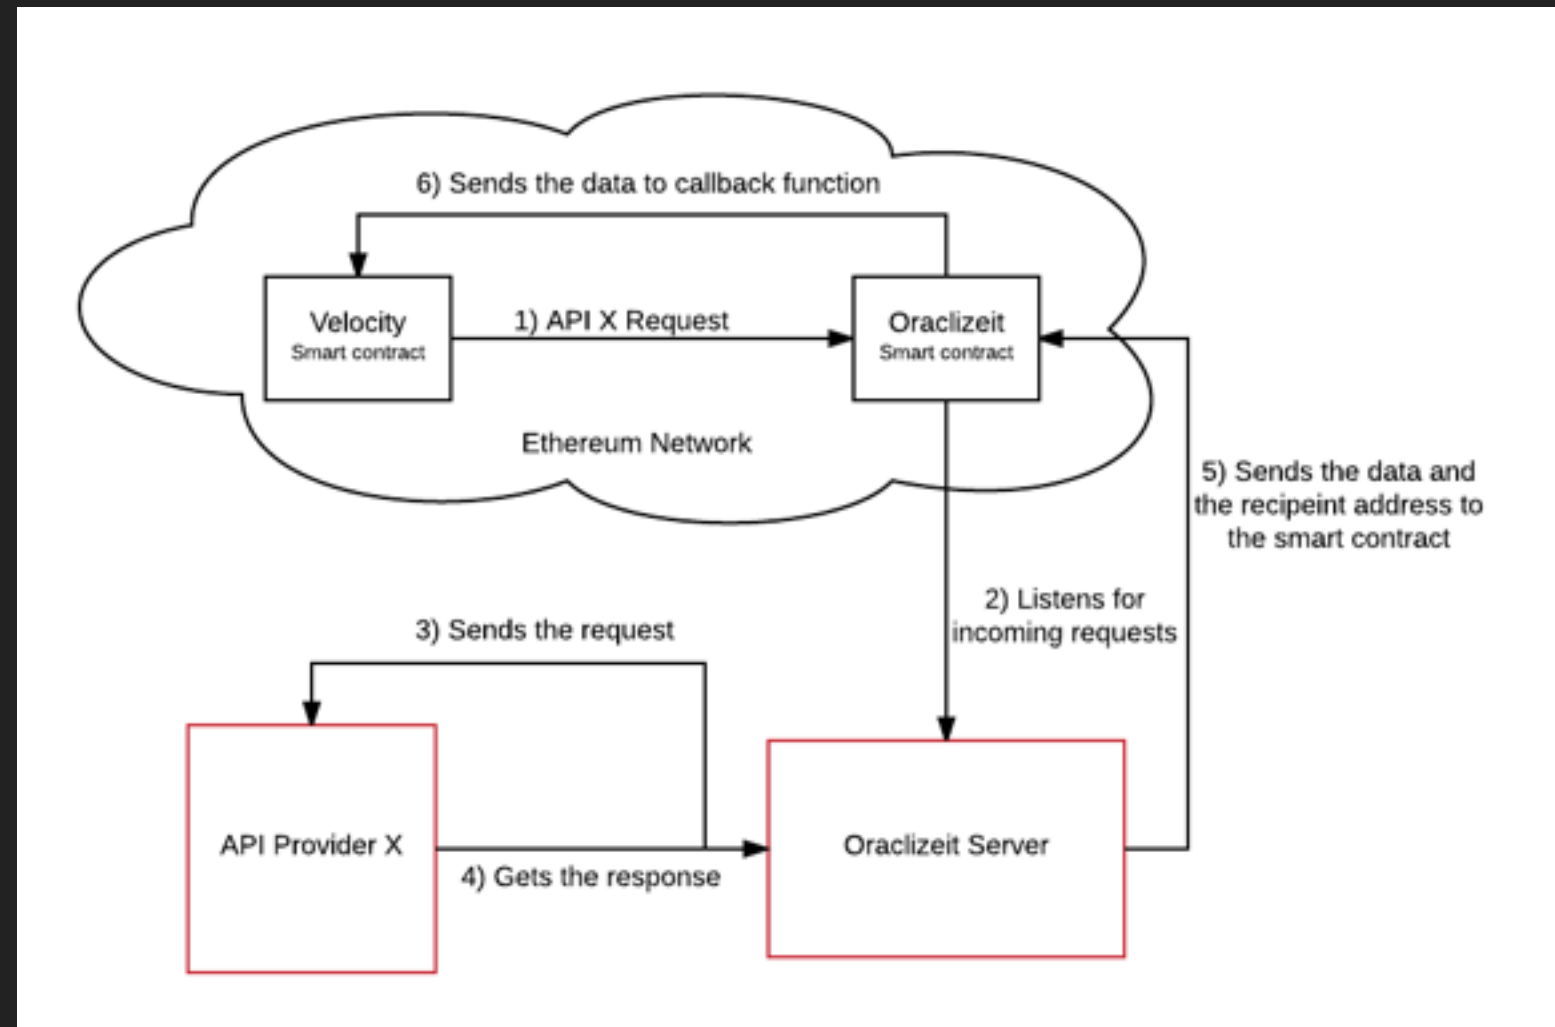 6) Sends the data to callback function
Velocity
Smart contract
1) API X Request
Oraclizeit
Smart contract
Ethereum Network
5) Sends the data and
the recipeint address to
the smart contract
2) Listens for
incoming requests
3) Sends the request
API Provider X
4) Gets the response
Oraclizeit Server